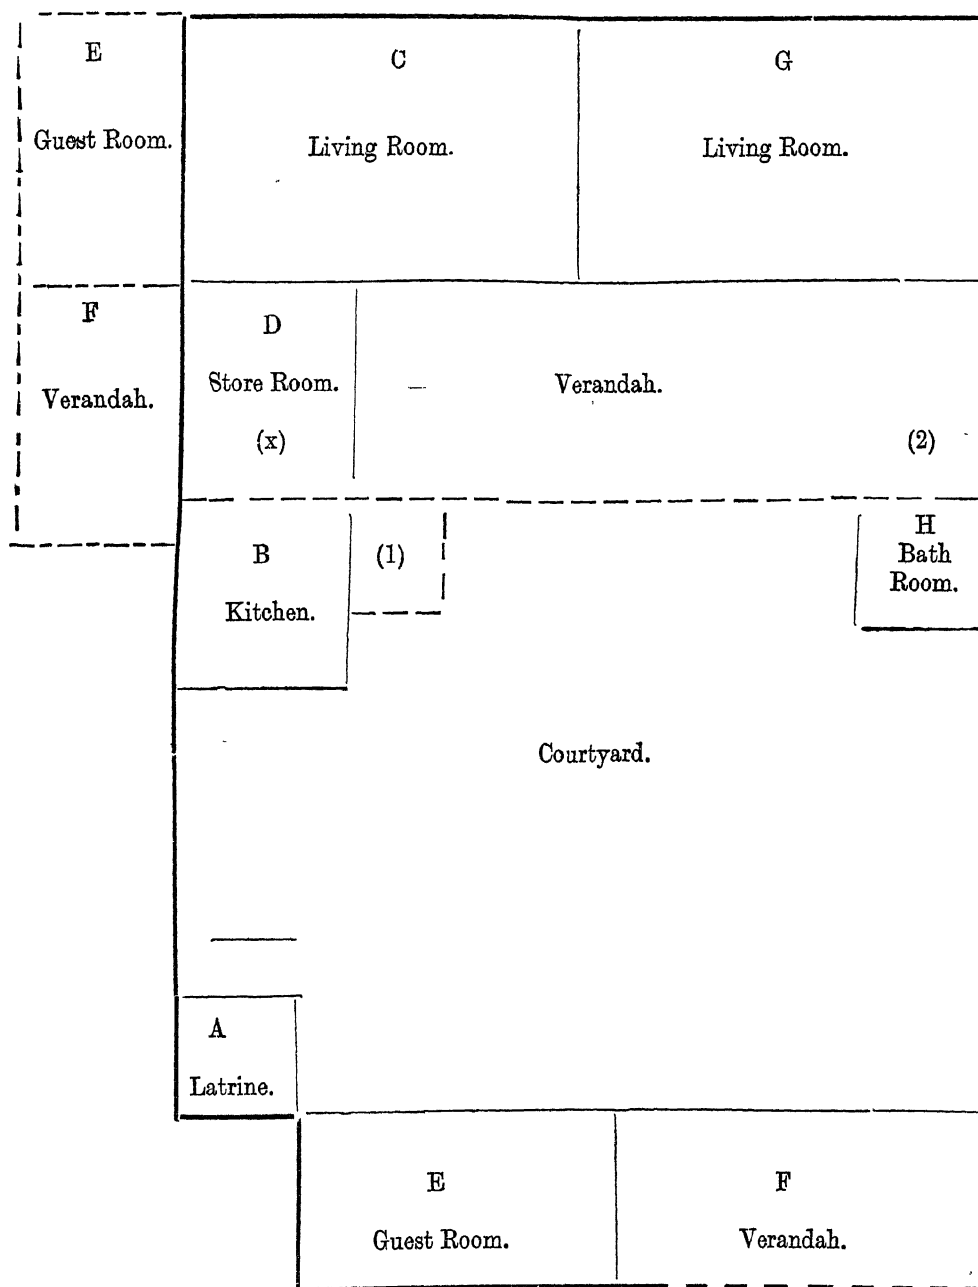 E
Guest Room.
C
Living Room.
G
Living Room.
F
Verandah.
D
Store Room.
(x)
Verandah.
(2)
B
Kitchen.
(1)
H
Bath
Room.
Courtyard.
A
Latrine.
E
Guest Room.
F
Verandah.